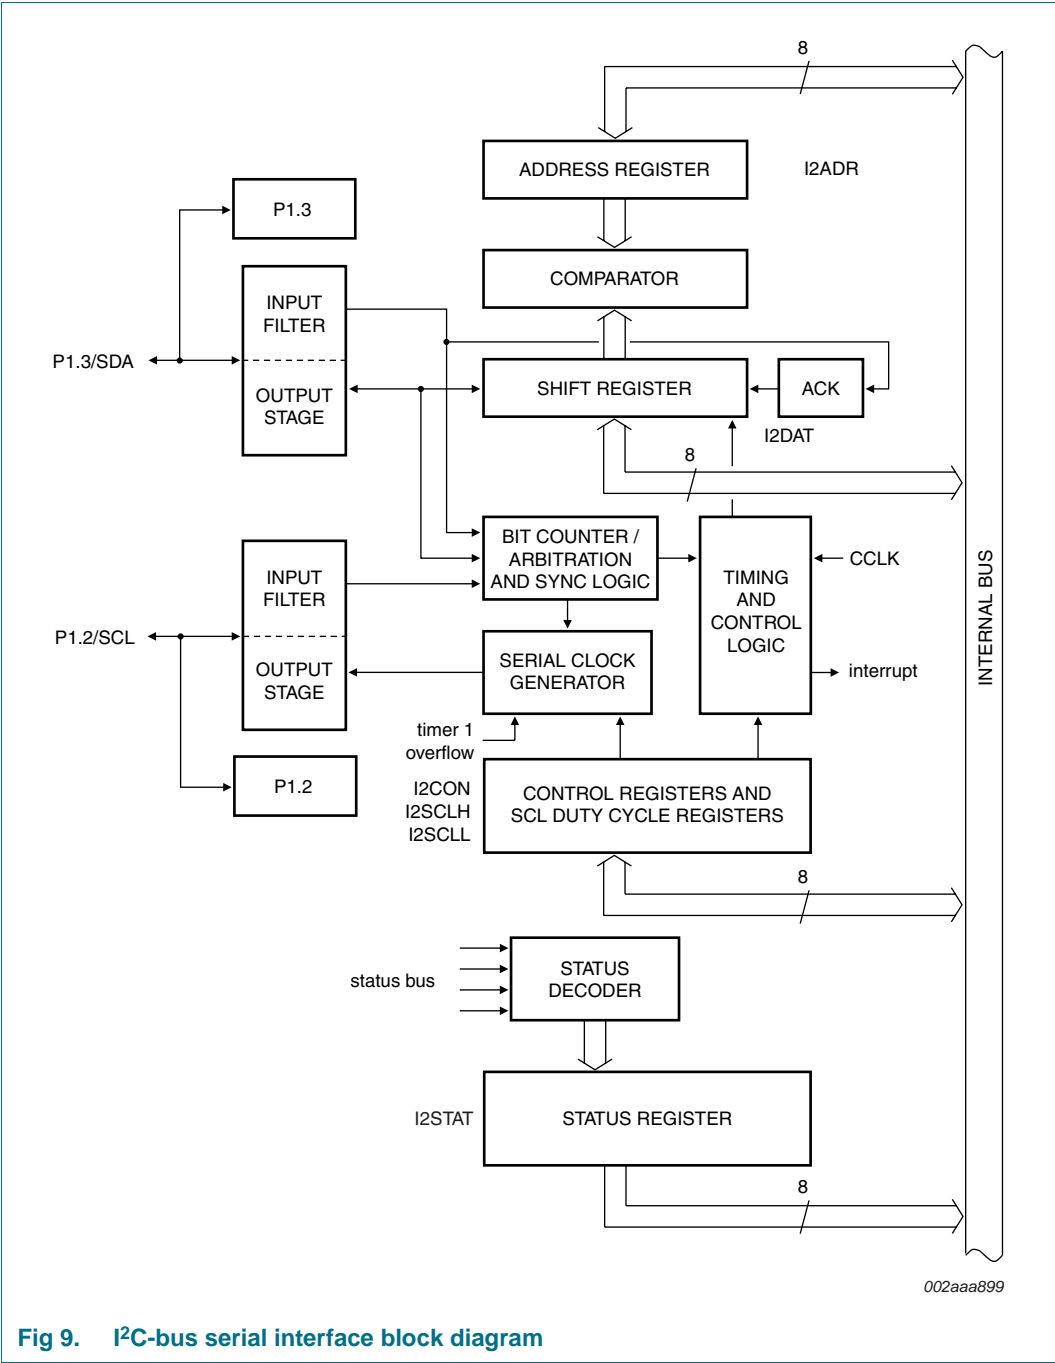 8
ADDRESS REGISTER
I2ADR
P1.3
COMPARATOR
INPUT
FILTER
P1.3/SDA
OUTPUT
STAGE
SHIFT REGISTER
ACK
I2DAT
8
BIT COUNTER /
ARBITRATION
AND SYNC LOGIC
INPUT
FILTER
TIMING
AND
CONTROL
LOGIC
CCLK
INTERNAL BUS
P1.2/SCL
OUTPUT
STAGE
SERIAL CLOCK
GENERATOR
interrupt
timer 1
overflow
P1.2
I2CON
I2SCLH
I2SCLL
CONTROL REGISTERS AND
SCL DUTY CYCLE REGISTERS
8
status bus
STATUS
DECODER
I2STAT
STATUS REGISTER
8
002aaa899
Fig 9. I²C-bus serial interface block diagram